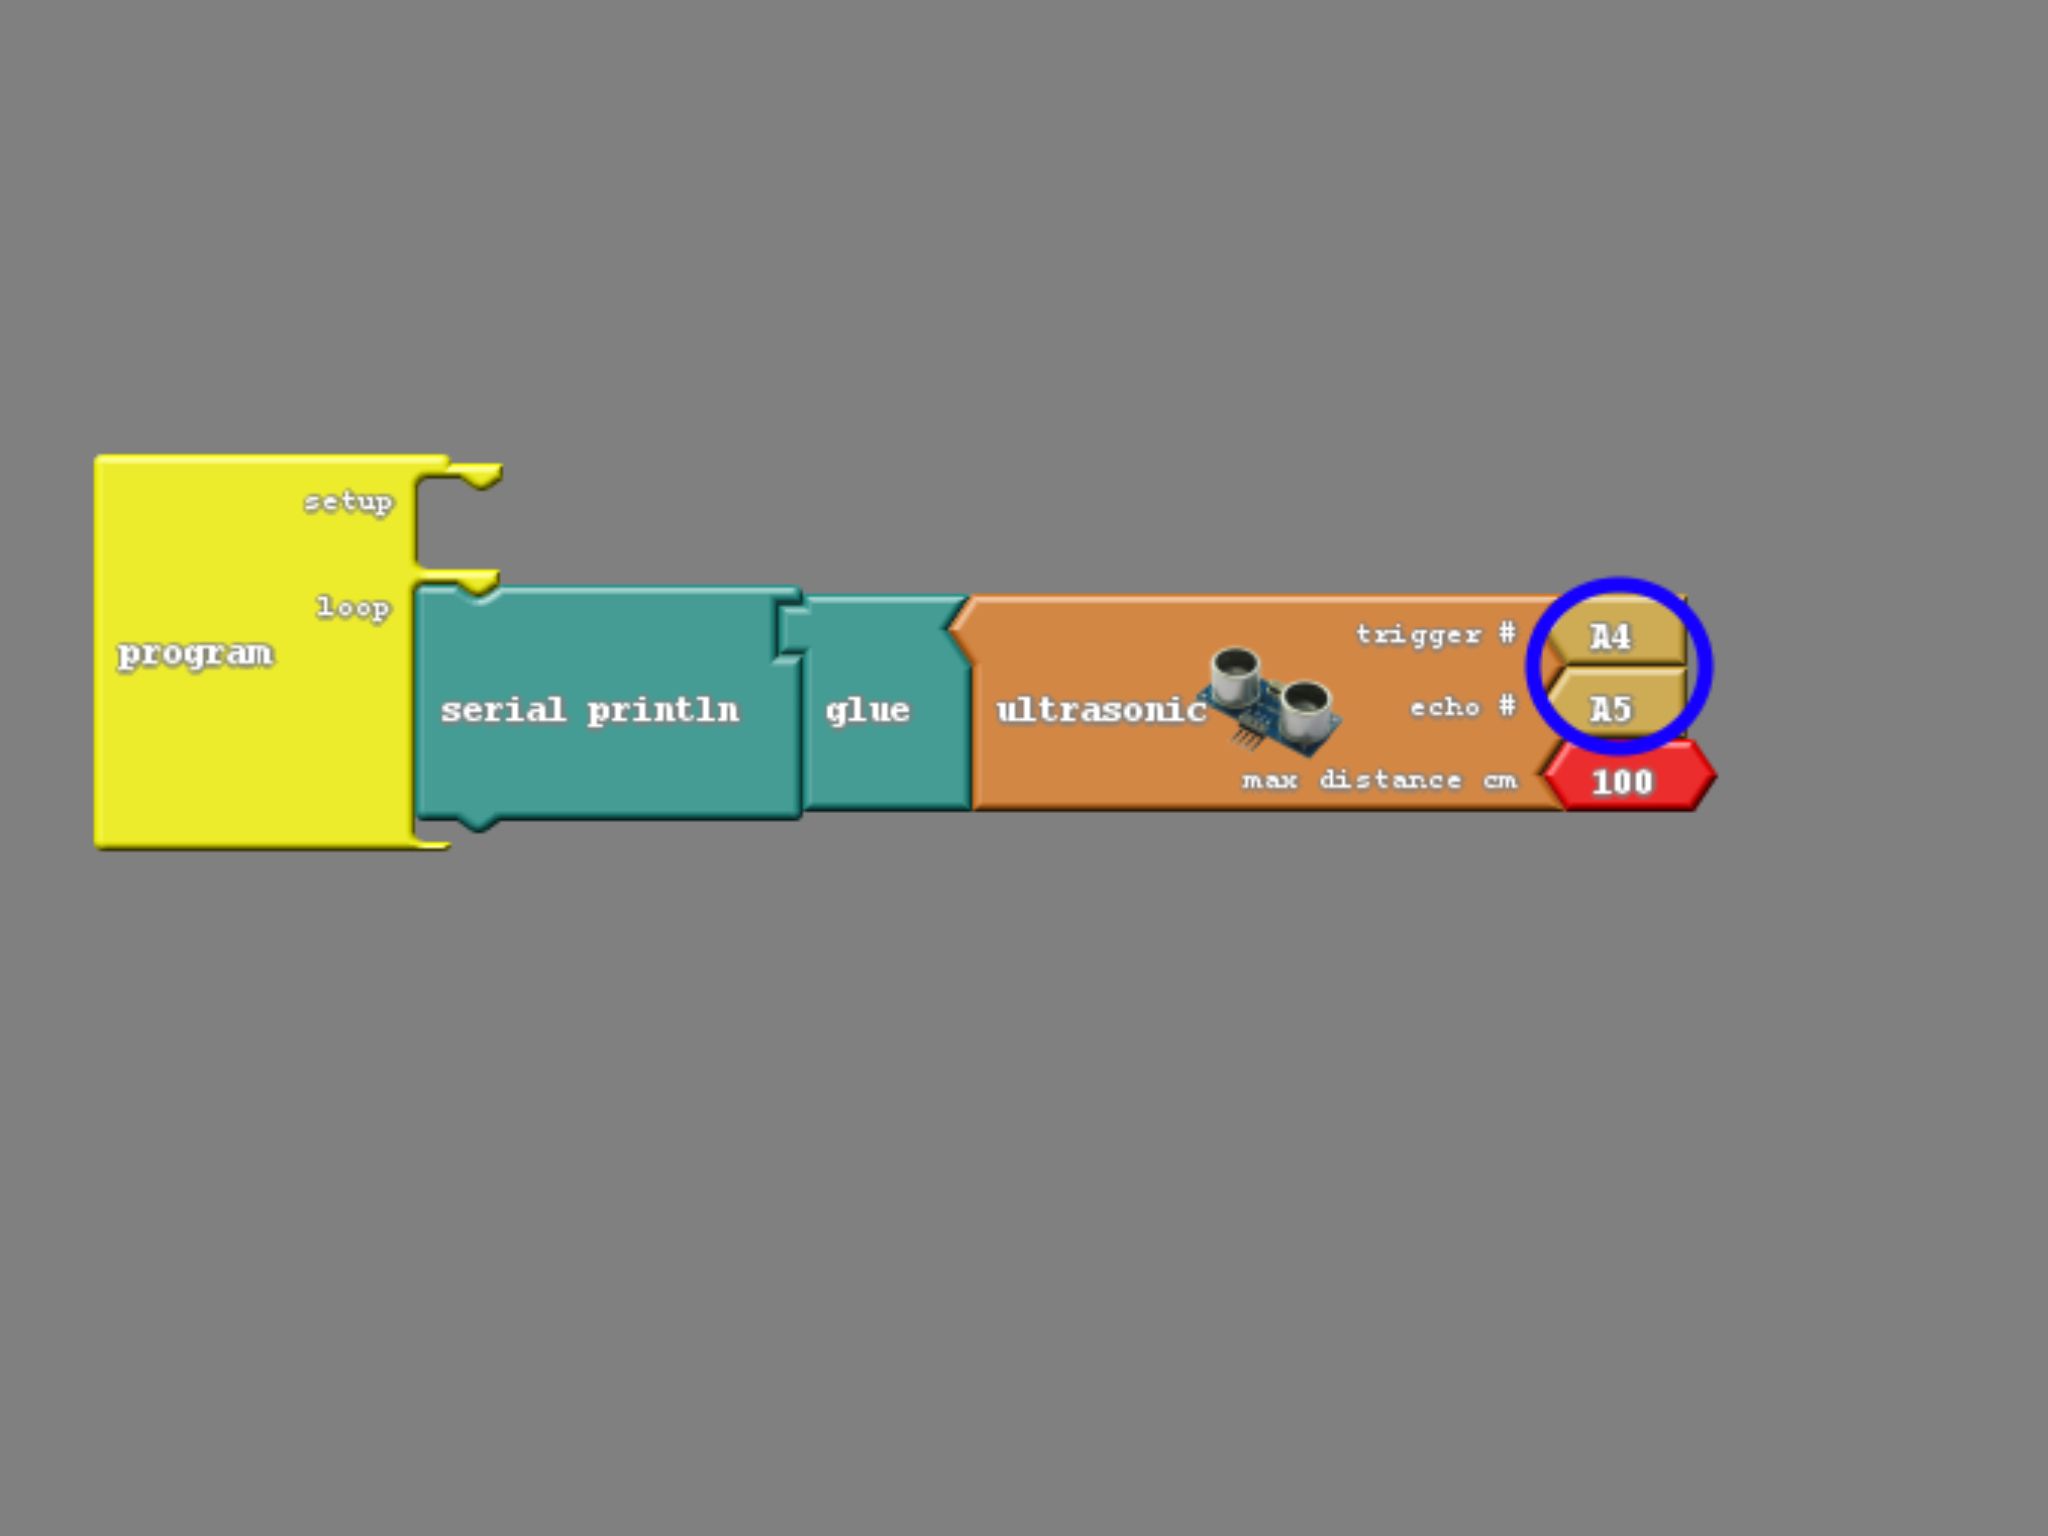 setup
loop
program
serial println
glue
ultrasonic
trigger #
A4
echo #
A5
max distance cm
100